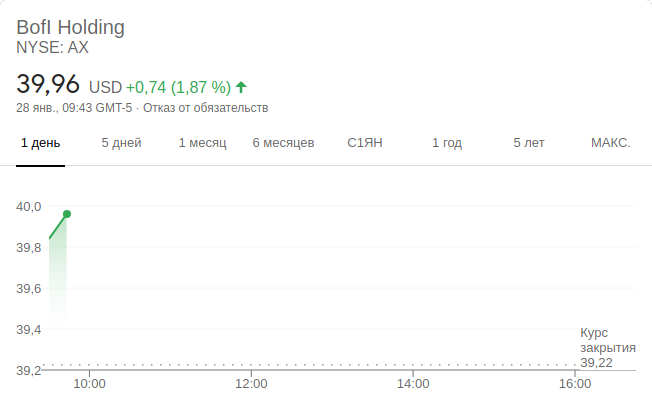 BofI Holding
NYSE: AX
39,96 USD +0,74 (1,87 %)
28 янв., 09:43 GMT-5 · Отказ от обязательств
1 день 5 дней 1 месяц 6 месяцев С1ЯН 1 год 5 лет МАКС.
40,0
39,8
39,6
39,4
Курс
закрытия
39,22
39,2
10:00 12:00 14:00 16:00